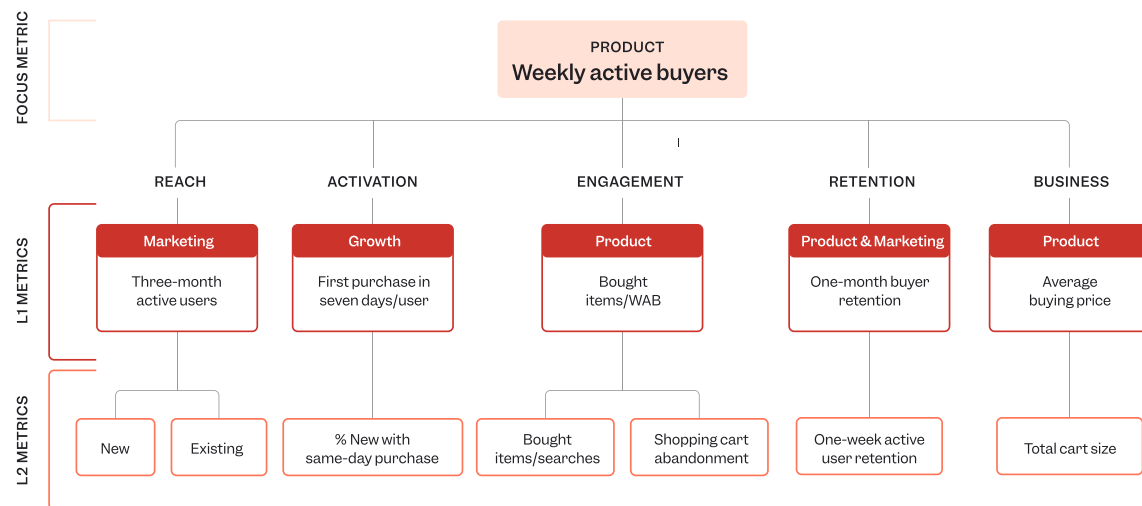 FOCUS METRIC
PRODUCT
Weekly active buyers
REACH
ACTIVATION
ENGAGEMENT
RETENTION
BUSINESS
L1 METRICS
Marketing
Three-month
active users
Growth
First purchase in
seven days/user
Product
Bought
items/WAB
Product & Marketing
One-month buyer
retention
Product
Average
buying price
L2 METRICS
New
Existing
% New with
same-day purchase
Bought
items/searches
Shopping cart
abandonment
One-week active
user retention
Total cart size